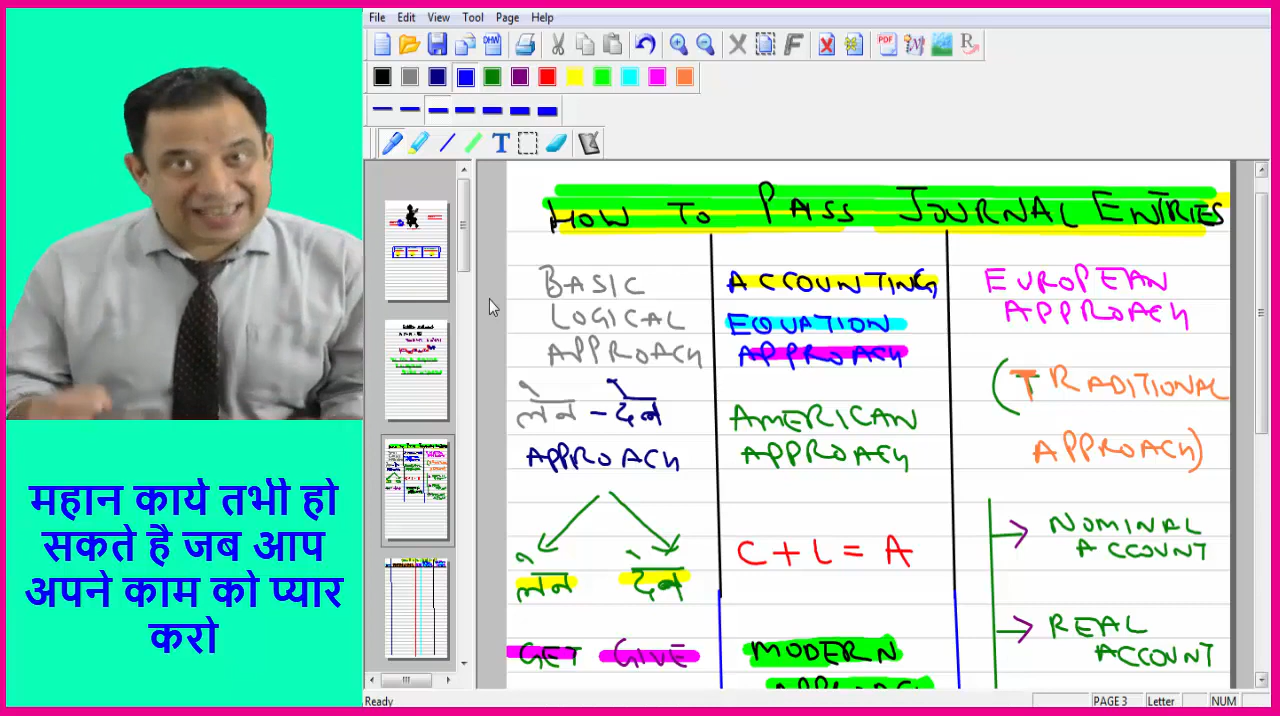 File Edit View Tool Page Help
HOW TO PASS JOURNAL ENTRIES
BASIC
LOGICAL
APPROACH
लेन - देन
APPROACH
लेन देन
GET GIVE
ACCOUNTING
EQUATION
APPROACH
AMERICAN
APPROACH
C + L = A
MODERN
APPROACH
EUROPEAN
APPROACH
(TRADITIONAL
APPROACH)
NOMINAL
ACCOUNT
REAL
ACCOUNT
महान कार्य तभी हो
सकते है जब आप
अपने काम को प्यार
करो
Ready PAGE 3 Letter NUM